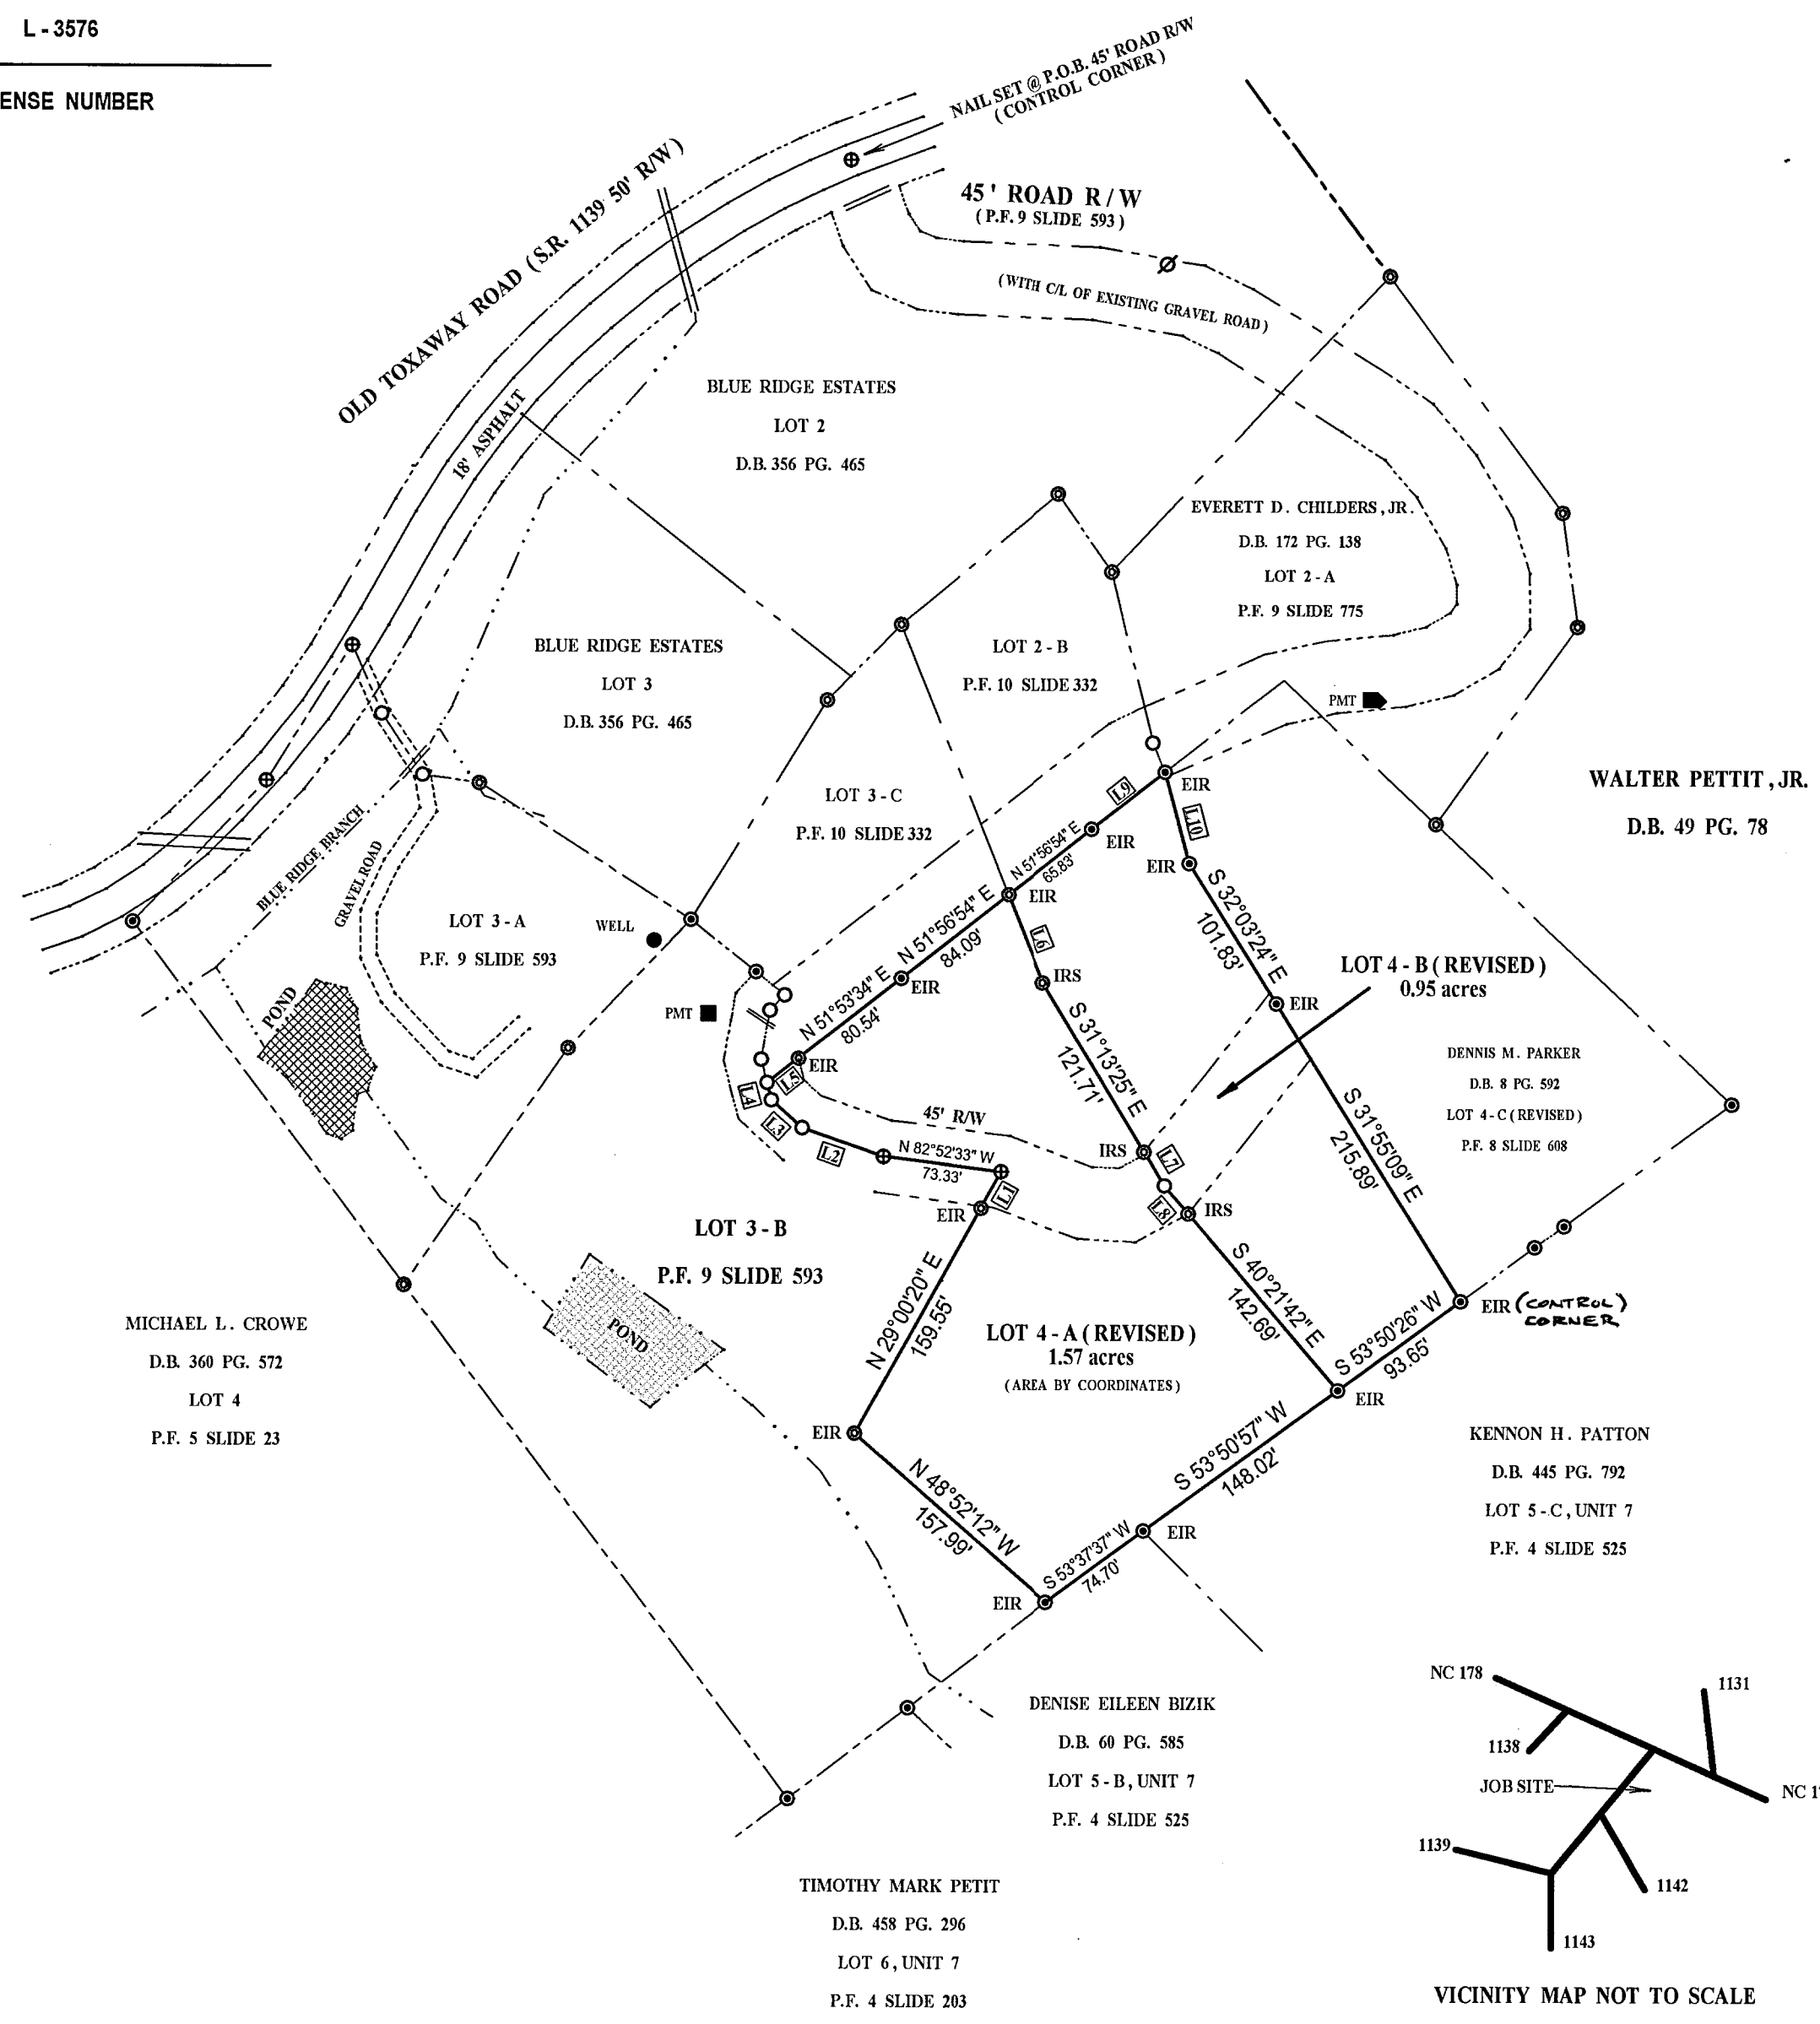 L - 3576
ENSE NUMBER
NAIL SET @ P.O.B. 45' ROAD R/W
( CONTROL CORNER )
OLD TOXAWAY ROAD ( S.R. 1139 50' R/W )
45' ROAD R / W
( P.F. 9 SLIDE 593 )
( WITH C/L OF EXISTING GRAVEL ROAD )
18' ASPHALT
BLUE RIDGE ESTATES
LOT 2
D.B. 356 PG. 465
EVERETT D. CHILDERS, JR.
D.B. 172 PG. 138
LOT 2 - A
P.F. 9 SLIDE 775
BLUE RIDGE ESTATES
LOT 3
D.B. 356 PG. 465
LOT 2 - B
P.F. 10 SLIDE 332
PMT
WALTER PETTIT, JR.
D.B. 49 PG. 78
LOT 3 - C
P.F. 10 SLIDE 332
L9
EIR
L10
EIR
EIR
N 51°56'54" E
65.83'
EIR
BLUE RIDGE BRANCH
GRAVEL ROAD
LOT 3 - A
P.F. 9 SLIDE 593
WELL
N 51°56'54" E
84.09'
EIR
L6
IRS
S 32°03'24" E
101.83'
EIR
LOT 4 - B ( REVISED )
0.95 acres
POND
PMT
N 51°53'34" E
80.54'
EIR
L5
L4
L3
L2
S 31°13'25" E
121.71'
45' R/W
IRS
L7
N 82°52'33" W
73.33'
L1
EIR
L8
IRS
DENNIS M. PARKER
D.B. 8 PG. 592
LOT 4 - C ( REVISED )
P.F. 8 SLIDE 608
S 31°55'09" E
215.89'
LOT 3 - B
P.F. 9 SLIDE 593
POND
N 29°00'20" E
159.55'
S 40°21'42" E
142.69'
EIR (CONTROL)
CORNER
S 53°50'26" W
93.65'
EIR
MICHAEL L. CROWE
D.B. 360 PG. 572
LOT 4
P.F. 5 SLIDE 23
LOT 4 - A ( REVISED )
1.57 acres
( AREA BY COORDINATES )
EIR
S 53°50'57" W
148.02'
KENNON H. PATTON
D.B. 445 PG. 792
LOT 5 - C, UNIT 7
P.F. 4 SLIDE 525
N 48°52'12" W
157.99'
S 53°37'37" W
74.70'
EIR
EIR
DENISE EILEEN BIZIK
D.B. 60 PG. 585
LOT 5 - B, UNIT 7
P.F. 4 SLIDE 525
TIMOTHY MARK PETIT
D.B. 458 PG. 296
LOT 6, UNIT 7
P.F. 4 SLIDE 203
NC 178
1131
1138
JOB SITE
NC 1
1139
1142
1143
VICINITY MAP NOT TO SCALE